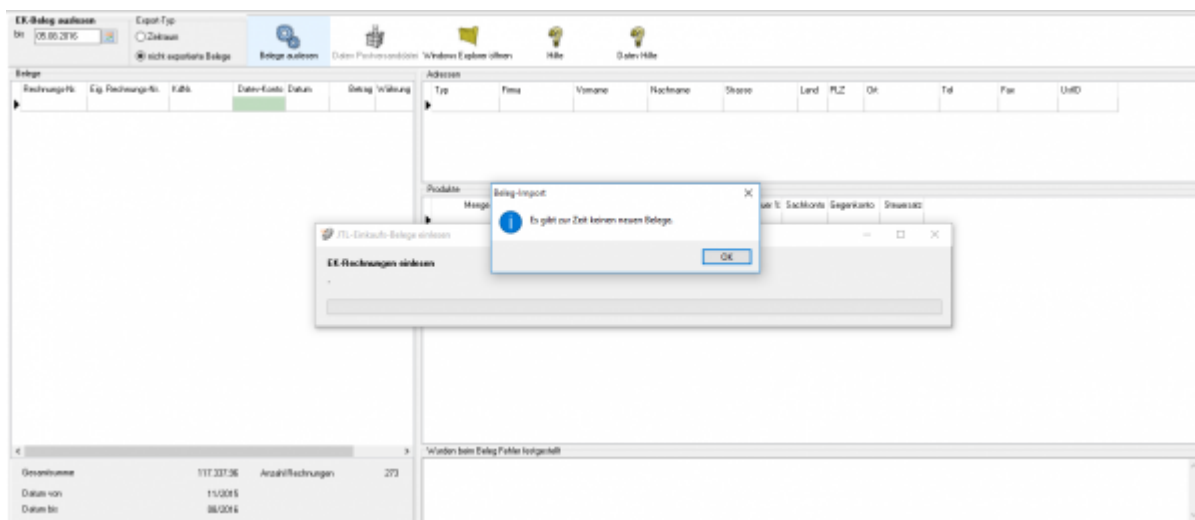 EK-Beleg auslesen
bis 05.08.2016
Export-Typ
Zeitraum
nicht exportierte Belege
Belege auslesen
Daten Postversanddatei
Windows Explorer öffnen
Hilfe
Datev Hilfe
Belege
Rechnungs-Nr. Eig. Rechnungs-Nr. KdNr. Datev-Konto Datum Betrag Währung
Adressen
Typ Firma Vorname Nachname Strasse Land PLZ Ort Tel Fax UstID
Produkte
Menge
uer % Sachkonto Gegenkonto Steuersatz
Beleg-Import
Es gibt zur Zeit keinen neuen Belege.
OK
JTL-Einkaufs-Belege einlesen
EK-Rechnungen einlesen
Wurden beim Beleg Fehler festgestellt
Gesamtsumme 117.337,96 Anzahl Rechnungen 273
Datum von 11/2015
Datum bis 08/2016